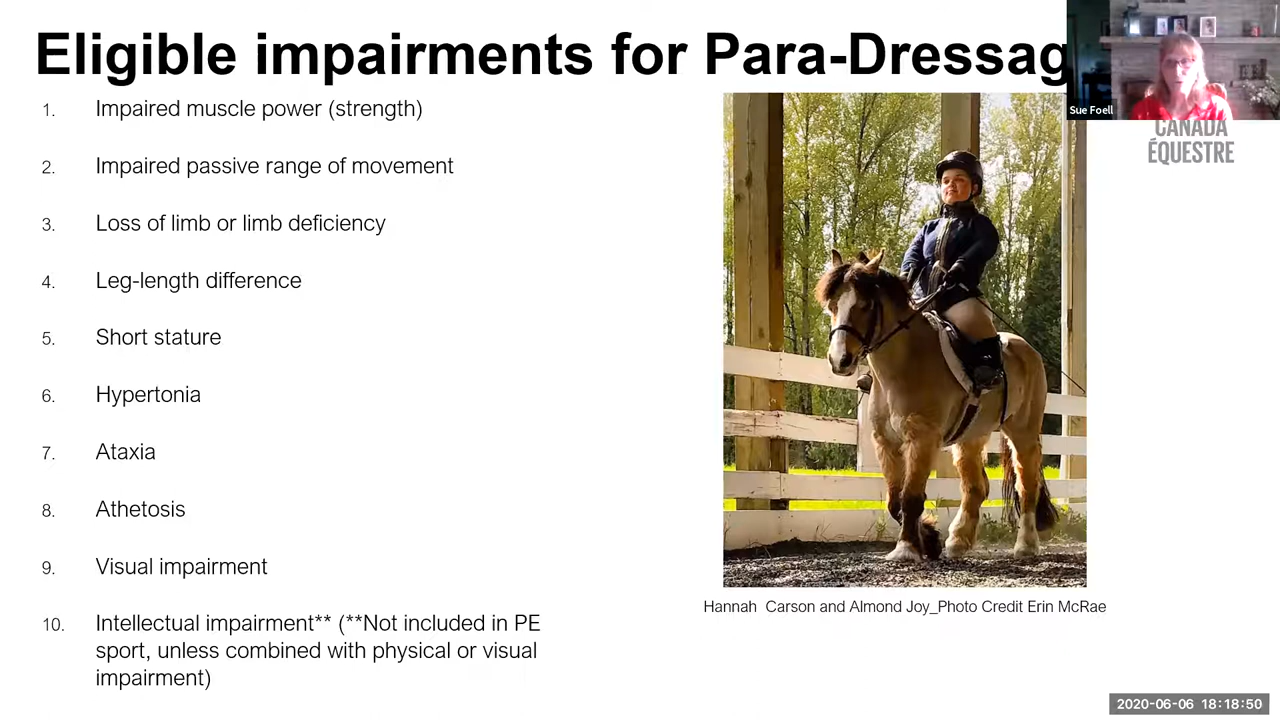 Eligible impairments for Para-Dressag
Sue Foell
CANADA
ÉQUESTRE
1. Impaired muscle power (strength)
2. Impaired passive range of movement
3. Loss of limb or limb deficiency
4. Leg-length difference
5. Short stature
6. Hypertonia
7. Ataxia
8. Athetosis
9. Visual impairment
10. Intellectual impairment** (**Not included in PE
sport, unless combined with physical or visual
impairment)
Hannah Carson and Almond Joy_Photo Credit Erin McRae
2020-06-06 18:18:50